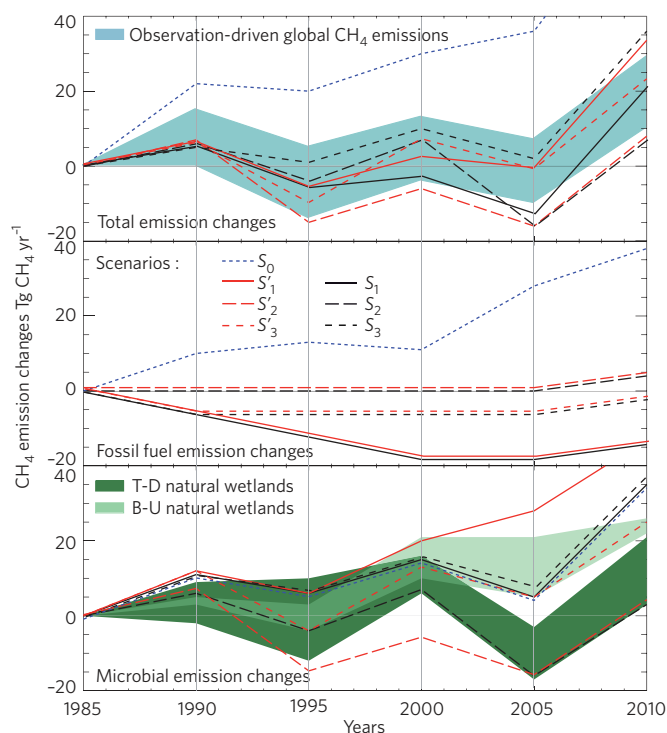 CH₄ emission changes Tg CH₄ yr⁻¹
40
20
0
–20
Observation-driven global CH₄ emissions
Total emission changes
40
20
0
–20
Scenarios :
S₀
S′₁
S₁
S′₂
S₂
S′₃
S₃
Fossil fuel emission changes
40
20
0
–20
T-D natural wetlands
B-U natural wetlands
Microbial emission changes
1985
1990
1995
2000
2005
2010
Years